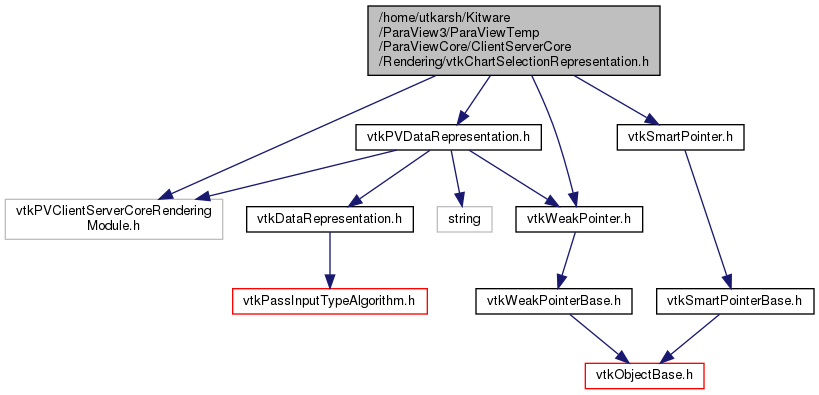 /home/utkarsh/Kitware
/ParaView3/ParaViewTemp
/ParaViewCore/ClientServerCore
/Rendering/vtkChartSelectionRepresentation.h
vtkPVDataRepresentation.h
vtkSmartPointer.h
vtkPVClientServerCoreRendering
Module.h
vtkDataRepresentation.h
string
vtkWeakPointer.h
vtkPassInputTypeAlgorithm.h
vtkWeakPointerBase.h
vtkSmartPointerBase.h
vtkObjectBase.h